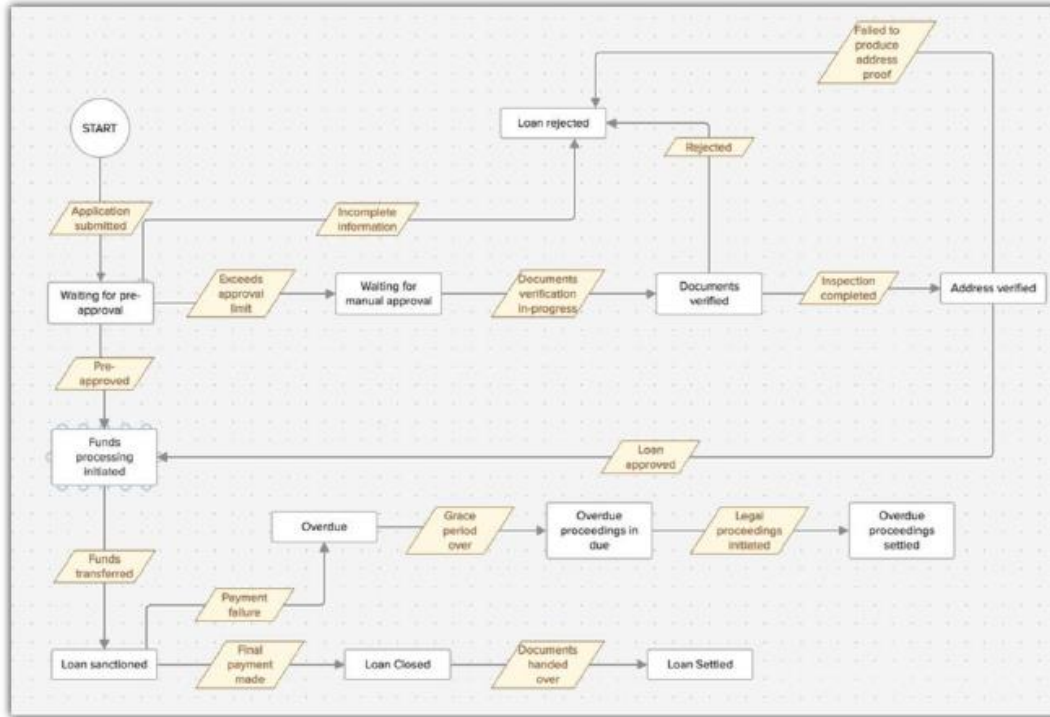 Failed to
produce
address
proof
START
Loan rejected
Rejected
Application
submitted
Incomplete
information
Waiting for pre-
approval
Exceeds
approval
limit
Waiting for
manual approval
Documents
verification
in-progress
Documents
verified
Inspection
completed
Address verified
Pre-
approved
Funds
processing
initiated
Loan
approved
Overdue
Grace
period
over
Overdue
proceedings in
due
Legal
proceedings
initiated
Overdue
proceedings
settled
Funds
transferred
Payment
failure
Loan sanctioned
Final
payment
made
Loan Closed
Documents
handed
over
Loan Settled